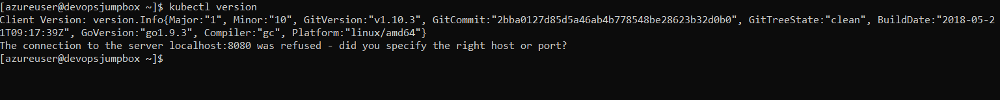 [azureuser@devopsjumpbox ~]$ kubectl version
Client Version: version.Info{Major:"1", Minor:"10", GitVersion:"v1.10.3", GitCommit:"2bba0127d85d5a46ab4b778548be28623b32d0b0", GitTreeState:"clean", BuildDate:"2018-05-2
1T09:17:39Z", GoVersion:"go1.9.3", Compiler:"gc", Platform:"linux/amd64"}
The connection to the server localhost:8080 was refused - did you specify the right host or port?
[azureuser@devopsjumpbox ~]$